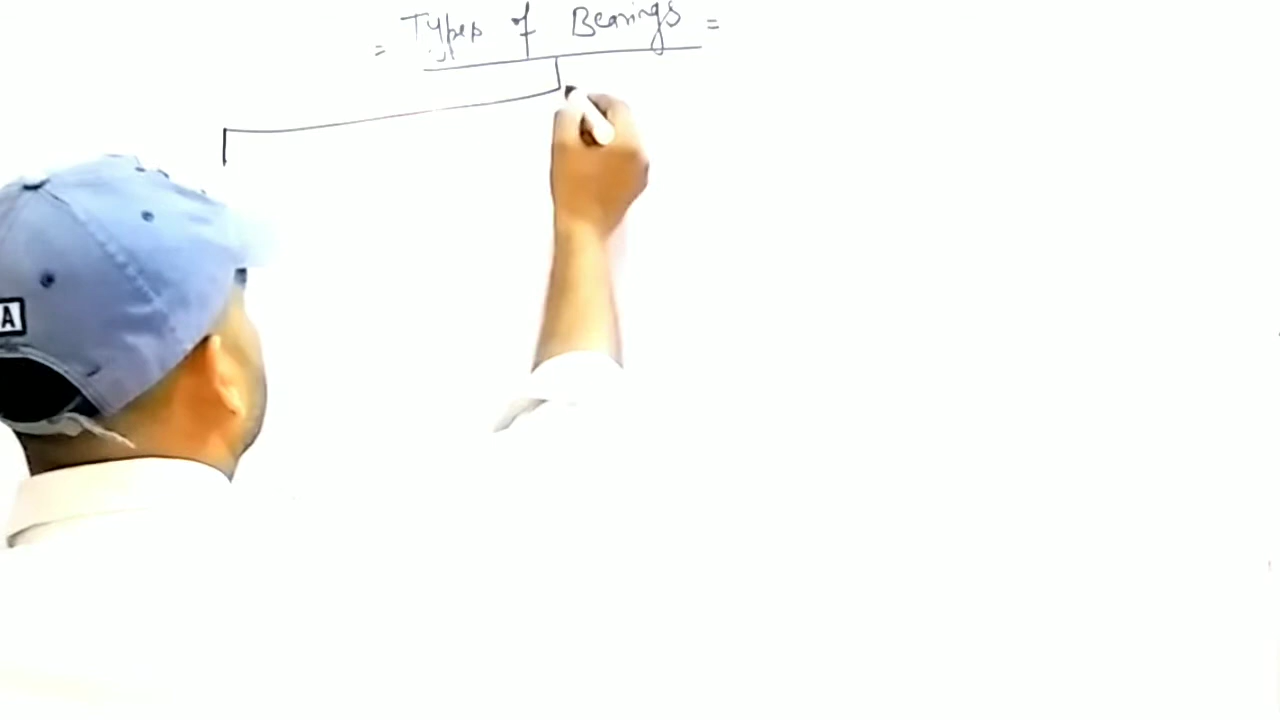 = Types of Bearings =
A